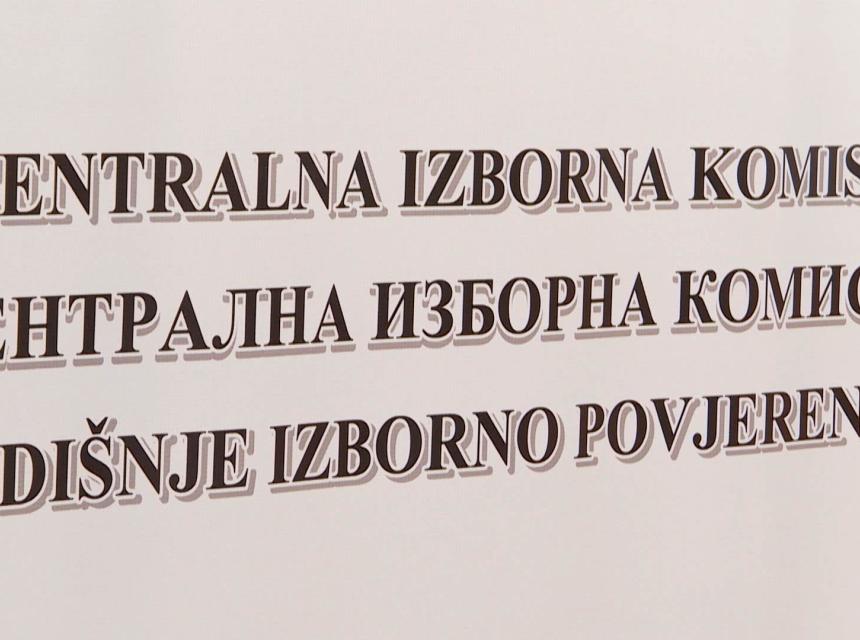 ENTRALNA IZBORNA KOMIS
ЕНТРАЛНА ИЗБОРНА КОМИС
DIŠNJE IZBORNO POVJEREN